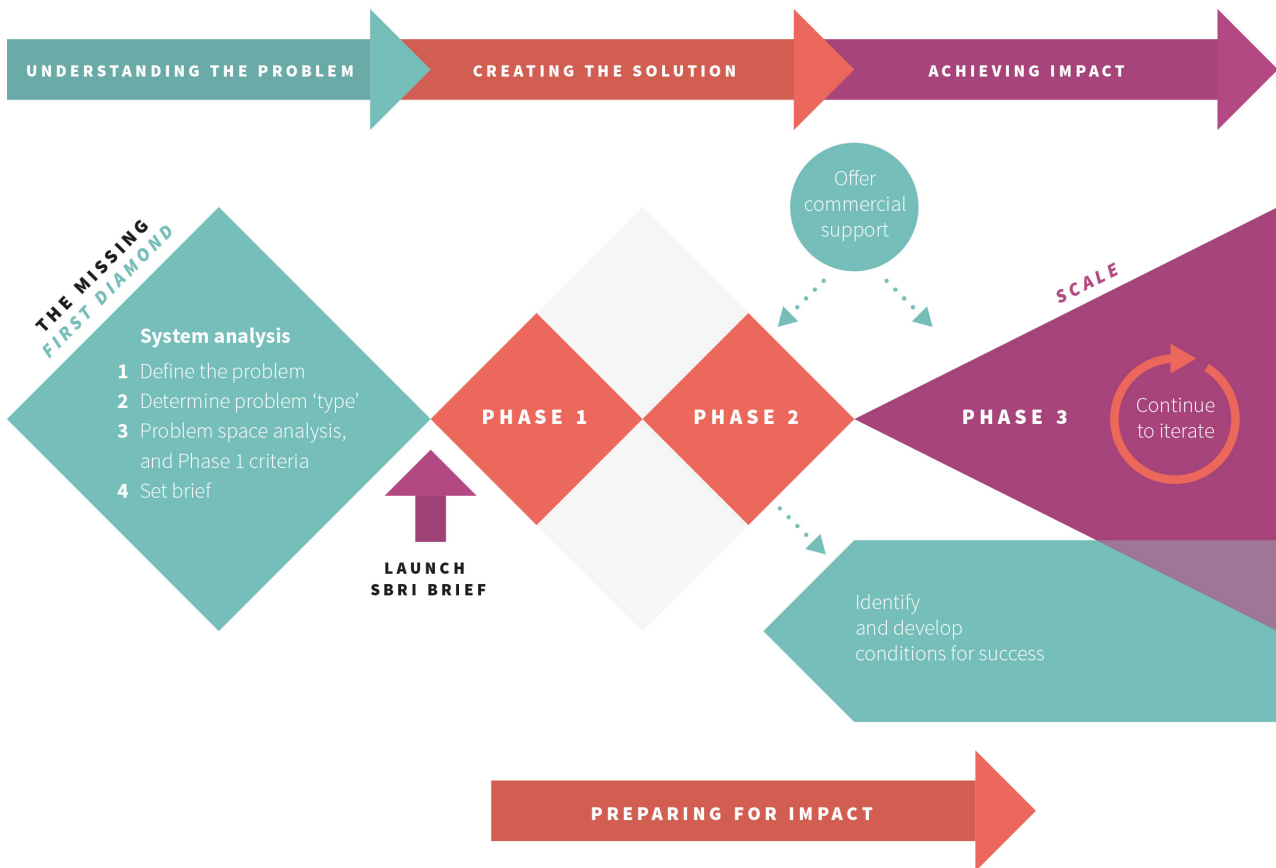 UNDERSTANDING THE PROBLEM
CREATING THE SOLUTION
ACHIEVING IMPACT
Offer
commercial
support
THE MISSING
FIRST DIAMOND
SCALE
System analysis
1 Define the problem
2 Determine problem ‘type’
3 Problem space analysis,
and Phase 1 criteria
4 Set brief
PHASE 1
PHASE 2
PHASE 3
Continue
to iterate
LAUNCH
SBRI BRIEF
Identify
and develop
conditions for success
PREPARING FOR IMPACT